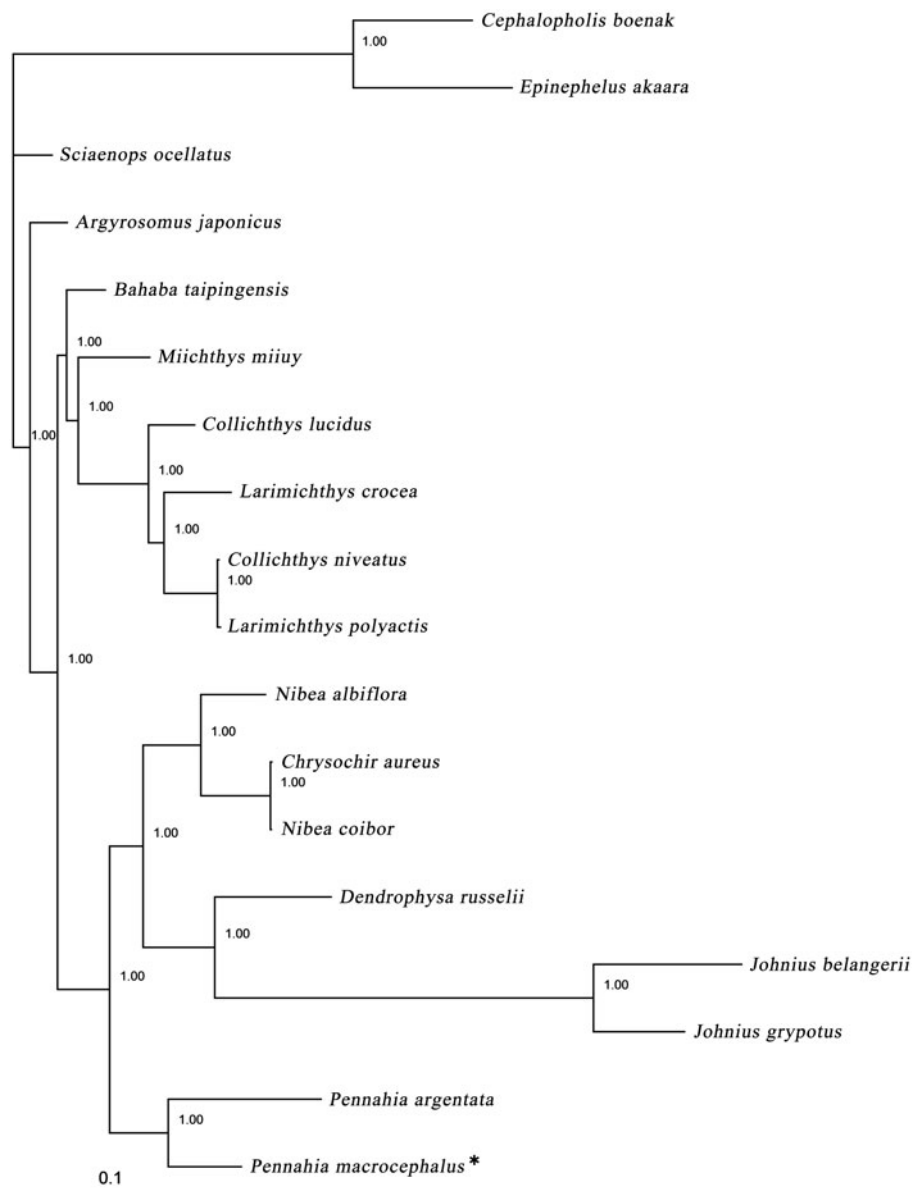 Cephalopholis boenak
1.00
Epinephelus akaara
Sciaenops ocellatus
Argyrosomus japonicus
Bahaba taipingensis
1.00
Miichthys miiuy
1.00
Collichthys lucidus
1.00
1.00
Larimichthys crocea
1.00
Collichthys niveatus
1.00
Larimichthys polyactis
1.00
Nibea albiflora
1.00
Chrysochir aureus
1.00
Nibea coibor
1.00
Dendrophysa russelii
1.00
Johnius belangerii
1.00
1.00
Johnius grypotus
Pennahia argentata
1.00
Pennahia macrocephalus*
0.1